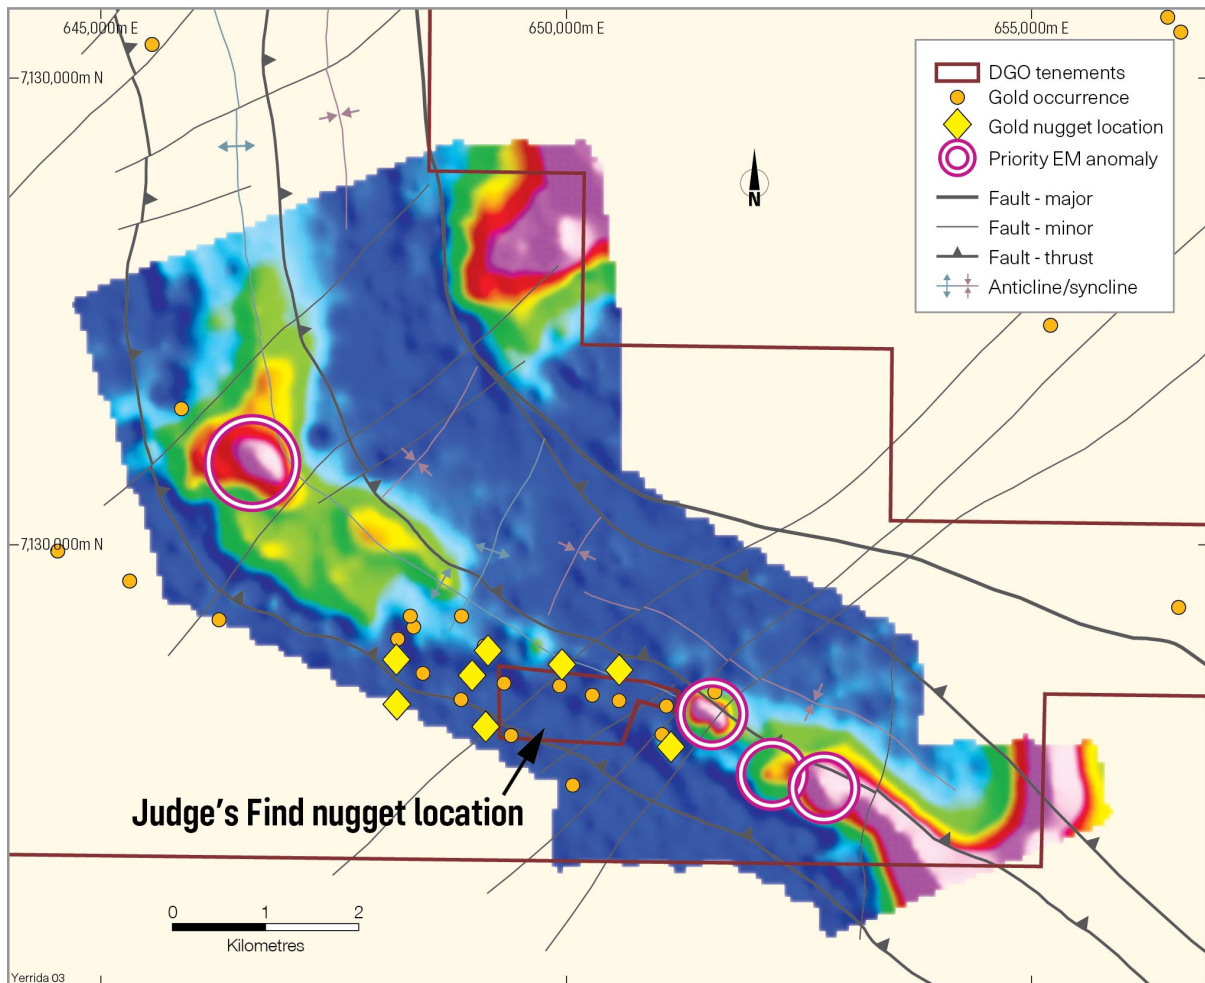 645,000m E
650,000m E
655,000m E
7,130,000m N
DGO tenements
Gold occurrence
Gold nugget location
Priority EM anomaly
Fault - major
Fault - minor
Fault - thrust
Anticline/syncline
N
7,130,000m N
Judge's Find nugget location
0 1 2
Kilometres
Yerrida 03